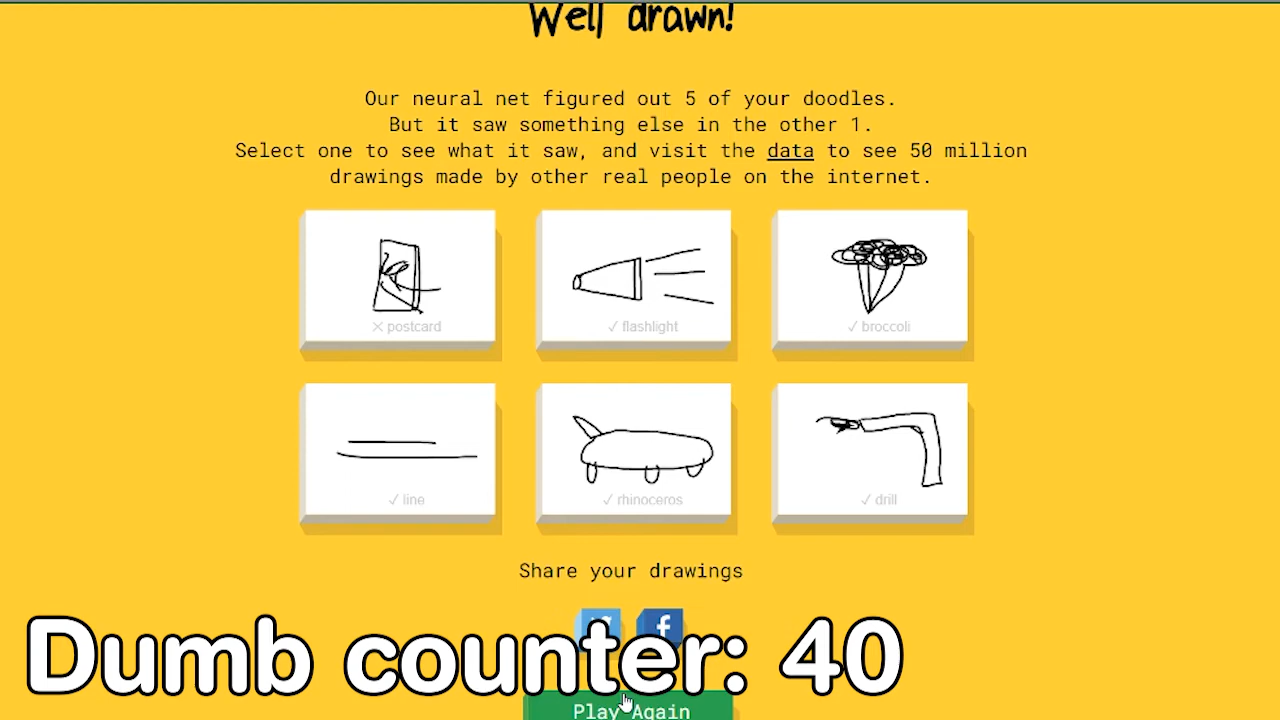 Well drawn!
Our neural net figured out 5 of your doodles.
But it saw something else in the other 1.
Select one to see what it saw, and visit the data to see 50 million
drawings made by other real people on the internet.
✕ postcard
✓ flashlight
✓ broccoli
✓ line
✓ rhinoceros
✓ drill
Share your drawings
f
Dumb counter: 40
Play Again